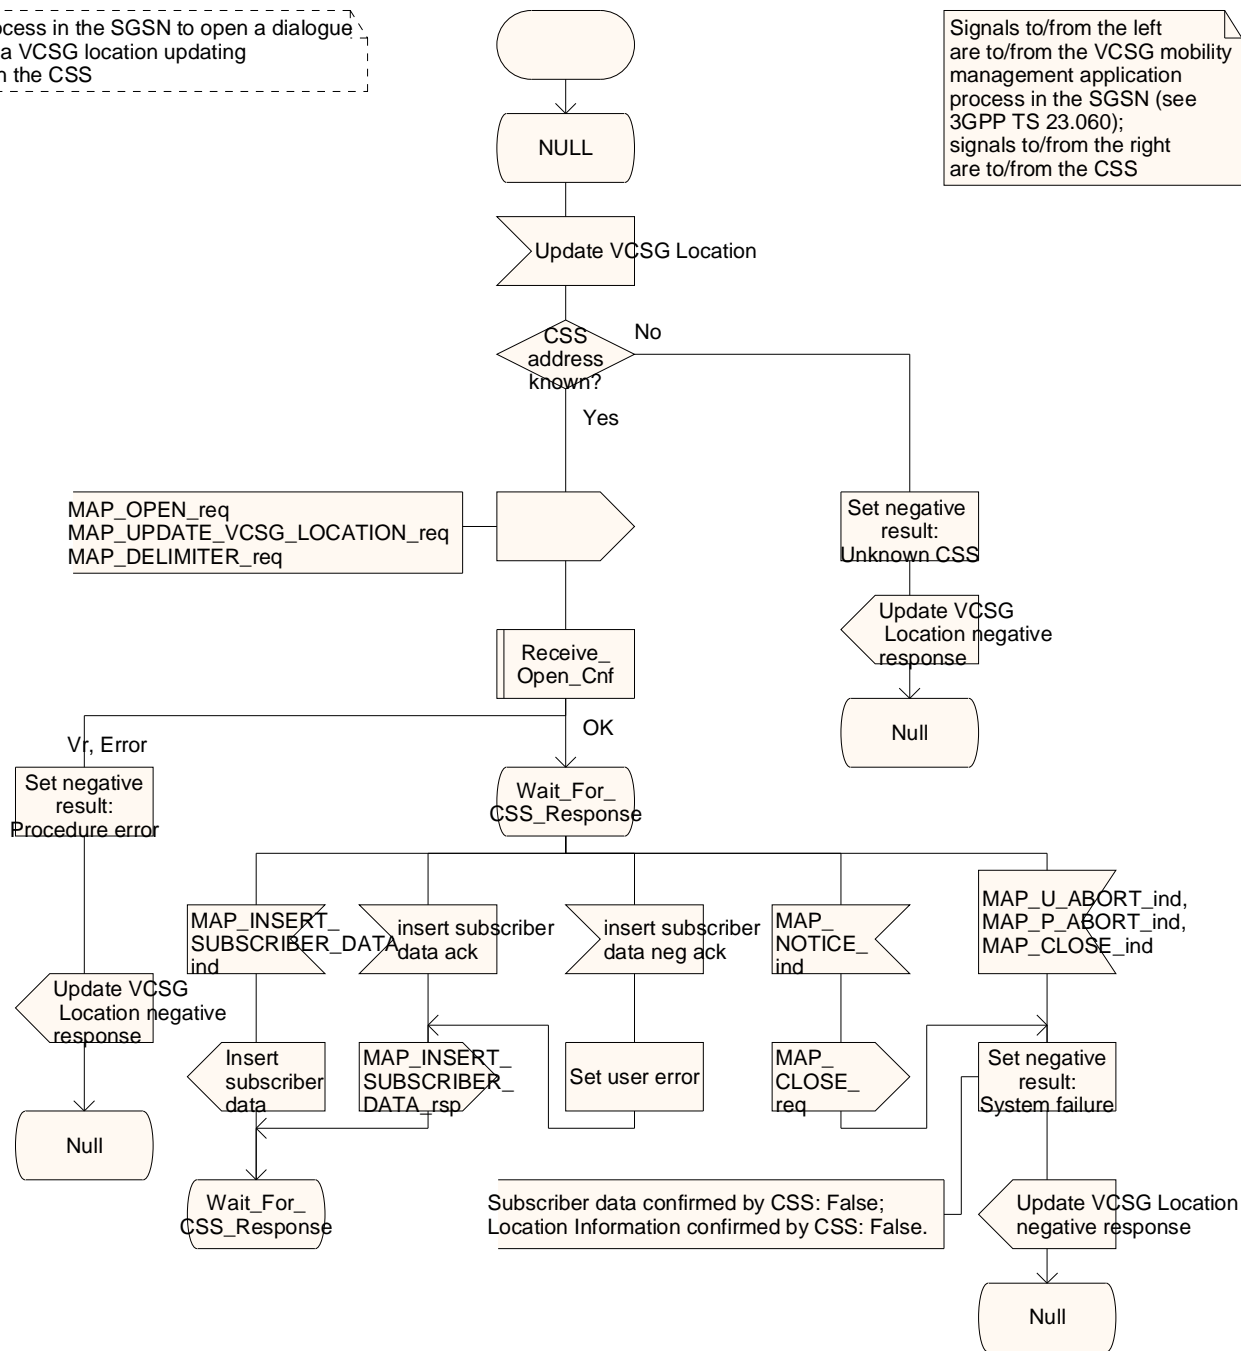 cess in the SGSN to open a dialogue
a VCSG location updating
the CSS
Signals to/from the left
are to/from the VCSG mobility
management application
process in the SGSN (see
3GPP TS 23.060);
signals to/from the right
are to/from the CSS
NULL
Update VCSG Location
CSS
address
known?
No
Yes
MAP_OPEN_req
MAP_UPDATE_VCSG_LOCATION_req
MAP_DELIMITER_req
Set negative
result:
Unknown CSS
Update VCSG
Location negative
response
Null
Receive_
Open_Cnf
OK
Vr, Error
Set negative
result:
Procedure error
Wait_For_
CSS_Response
MAP_INSERT_
SUBSCRIBER_DATA_
ind
insert subscriber
data ack
insert subscriber
data neg ack
MAP_
NOTICE_
ind
MAP_U_ABORT_ind,
MAP_P_ABORT_ind,
MAP_CLOSE_ind
Update VCSG
Location negative
response
Insert
subscriber
data
MAP_INSERT_
SUBSCRIBER_
DATA_rsp
Set user error
MAP_
CLOSE_
req
Set negative
result:
System failure
Null
Wait_For_
CSS_Response
Subscriber data confirmed by CSS: False;
Location Information confirmed by CSS: False.
Update VCSG Location
negative response
Null